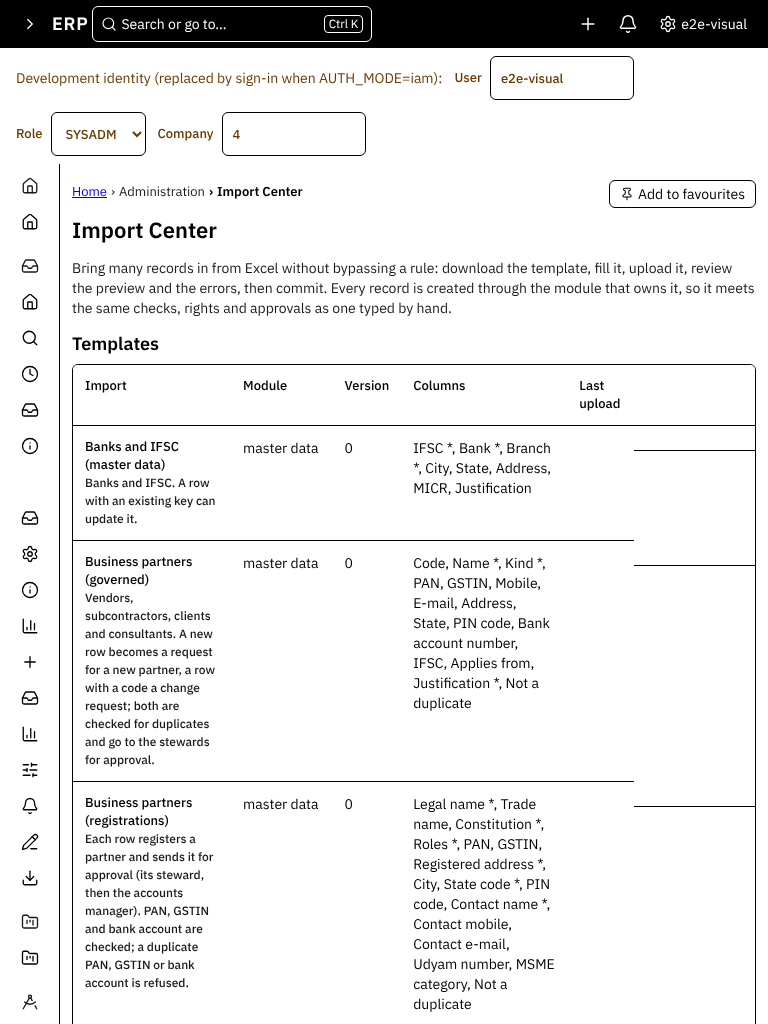 ERP
Search or go to...
Ctrl K
e2e-visual
Development identity (replaced by sign-in when AUTH_MODE=iam):
User
e2e-visual
Role
SYSADM
Company
4
Home › Administration › Import Center
Add to favourites
Import Center
Bring many records in from Excel without bypassing a rule: download the template, fill it, upload it, review
the preview and the errors, then commit. Every record is created through the module that owns it, so it meets
the same checks, rights and approvals as one typed by hand.
Templates
Import
Module
Version
Columns
Last
upload
Banks and IFSC
(master data)
Banks and IFSC. A row
with an existing key can
update it.
master data
0
IFSC *, Bank *, Branch
*, City, State, Address,
MICR, Justification
Business partners
(governed)
Vendors,
subcontractors, clients
and consultants. A new
row becomes a request
for a new partner, a row
with a code a change
request; both are
checked for duplicates
and go to the stewards
for approval.
master data
0
Code, Name *, Kind *,
PAN, GSTIN, Mobile,
E-mail, Address,
State, PIN code, Bank
account number,
IFSC, Applies from,
Justification *, Not a
duplicate
Business partners
(registrations)
Each row registers a
partner and sends it for
approval (its steward,
then the accounts
manager). PAN, GSTIN
and bank account are
checked; a duplicate
PAN, GSTIN or bank
account is refused.
master data
0
Legal name *, Trade
name, Constitution *,
Roles *, PAN, GSTIN,
Registered address *,
City, State code *, PIN
code, Contact name *,
Contact mobile,
Contact e-mail,
Udyam number, MSME
category, Not a
duplicate